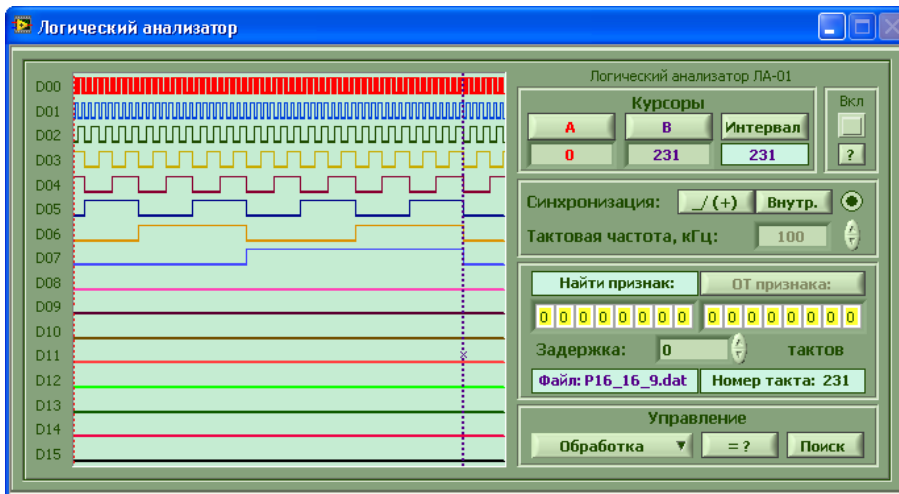 Логический анализатор
D00
D01
D02
D03
D04
D05
D06
D07
D08
D09
D10
D11
D12
D13
D14
D15
Логический анализатор ЛА-01
Курсоры
A B Интервал
0 231 231
Вкл
?
Синхронизация: _/ (+) Внутр.
Тактовая частота, кГц: 100
Найти признак: ОТ признака:
0 0 0 0 0 0 0 0 0 0 0 0 0 0 0 0
Задержка: 0 тактов
Файл: P16_16_9.dat Номер такта: 231
Управление
Обработка = ? Поиск